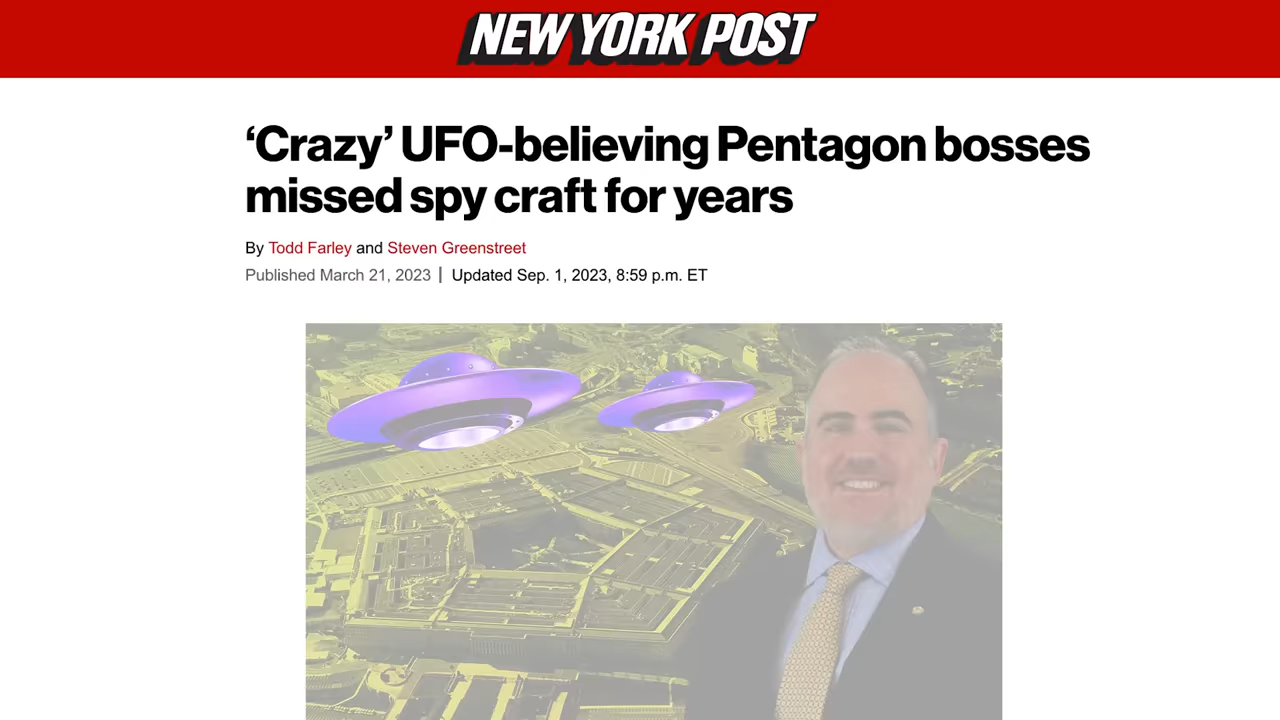 NEW YORK POST
‘Crazy’ UFO-believing Pentagon bosses
missed spy craft for years
By Todd Farley and Steven Greenstreet
Published March 21, 2023 | Updated Sep. 1, 2023, 8:59 p.m. ET